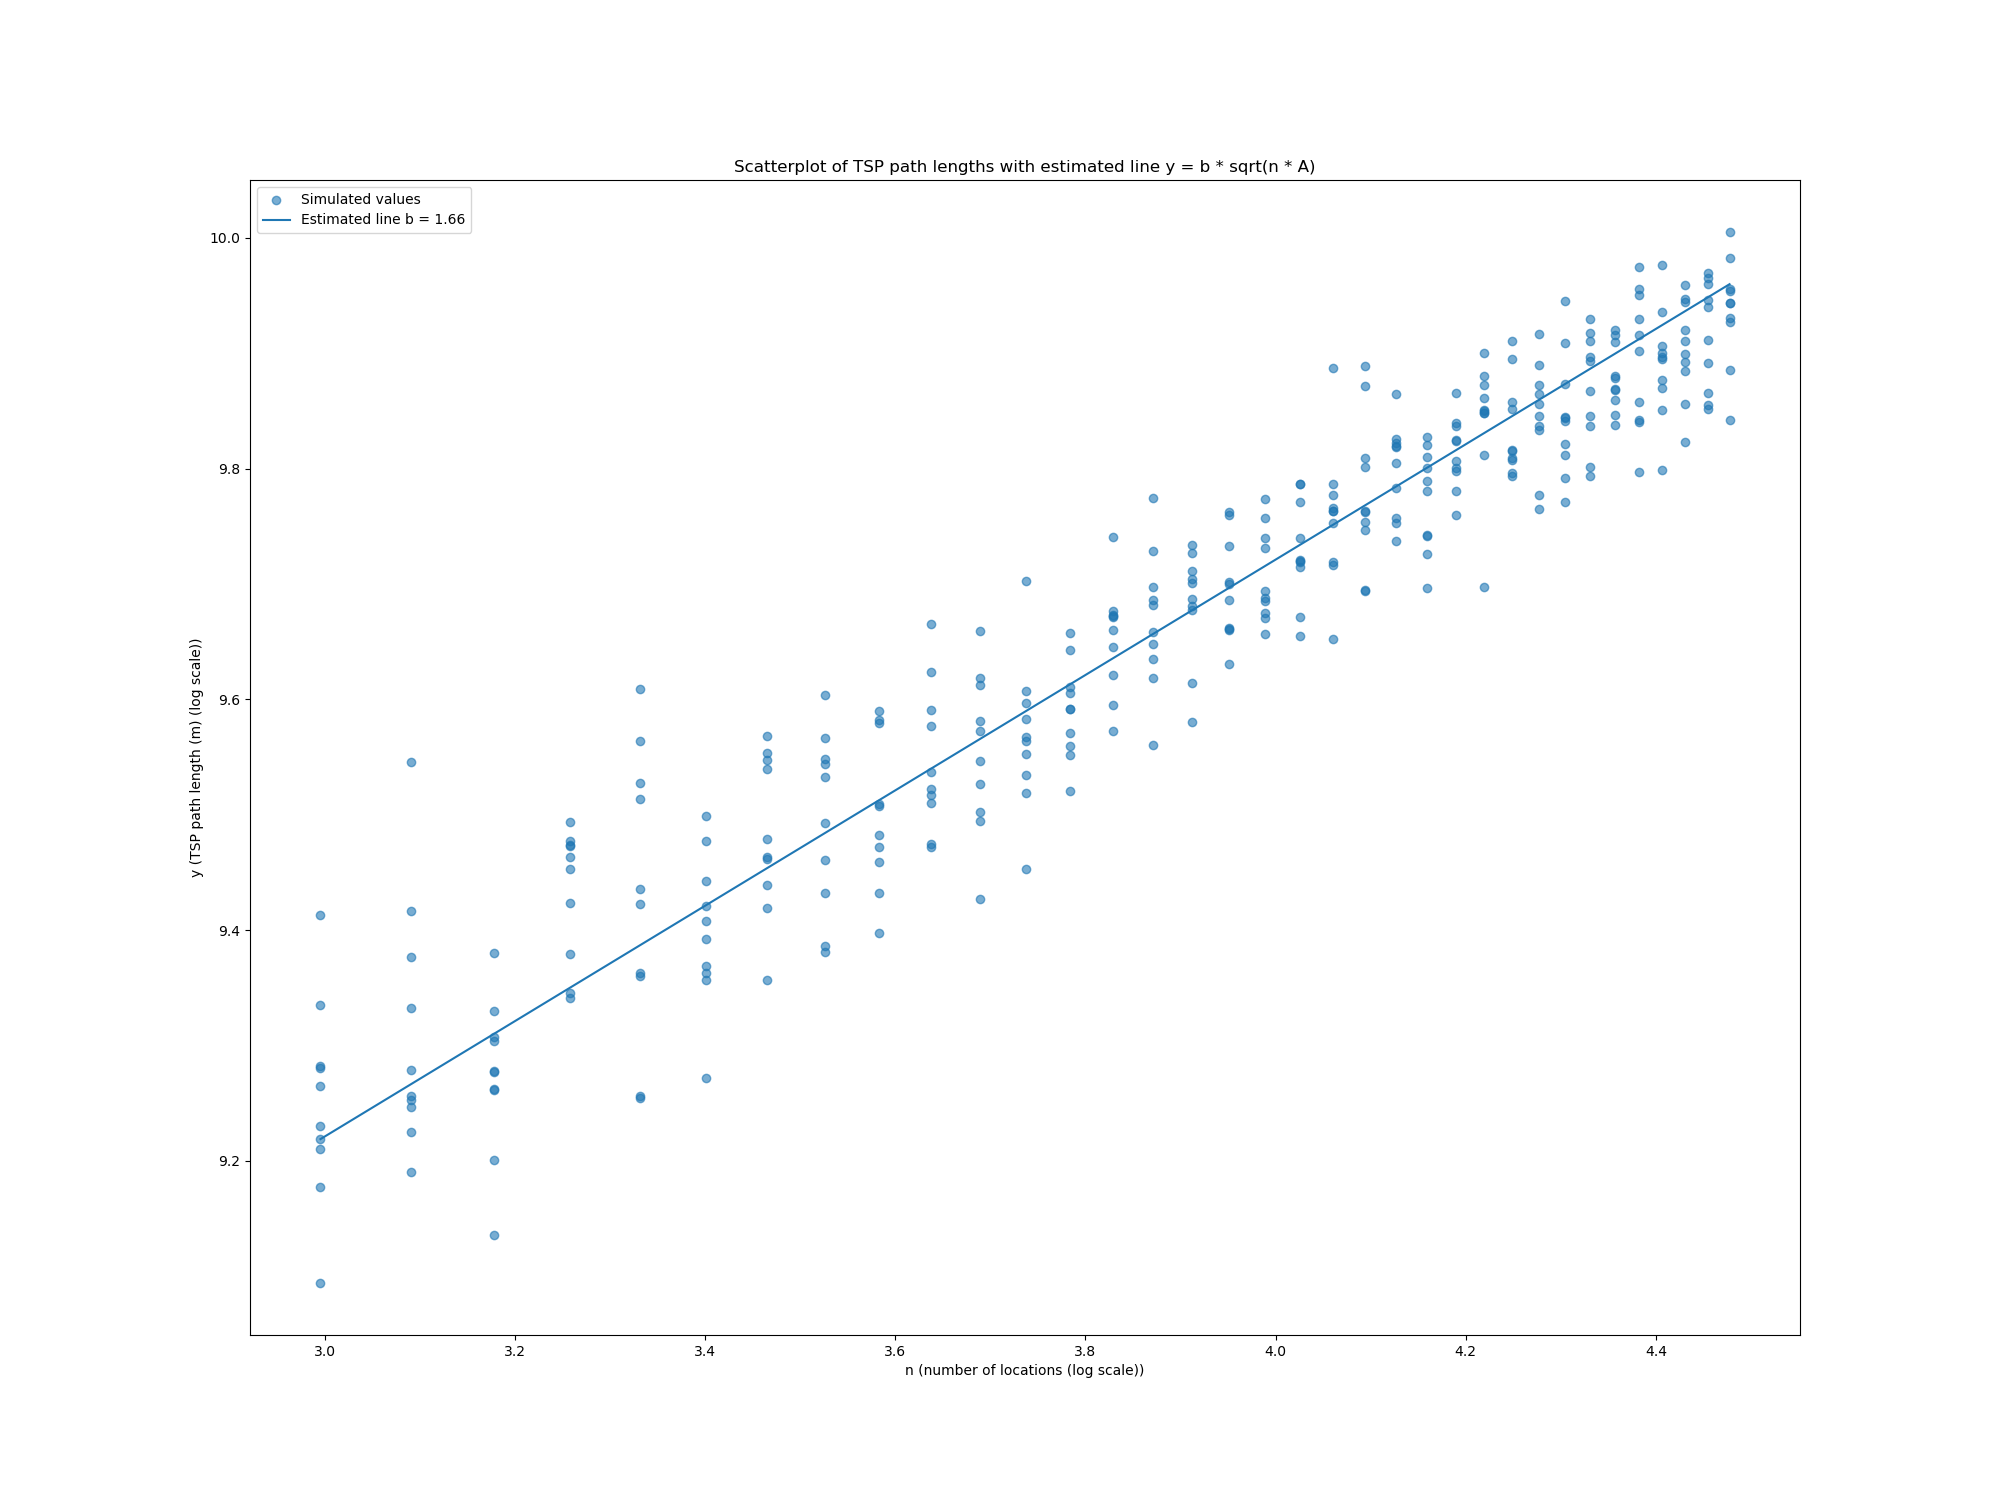 Scatterplot of TSP path lengths with estimated line y = b * sqrt(n * A)
Simulated values
Estimated line b = 1.66
10.0
9.8
9.6
9.4
9.2
y (TSP path length (m) (log scale))
3.0 3.2 3.4 3.6 3.8 4.0 4.2 4.4
n (number of locations (log scale))